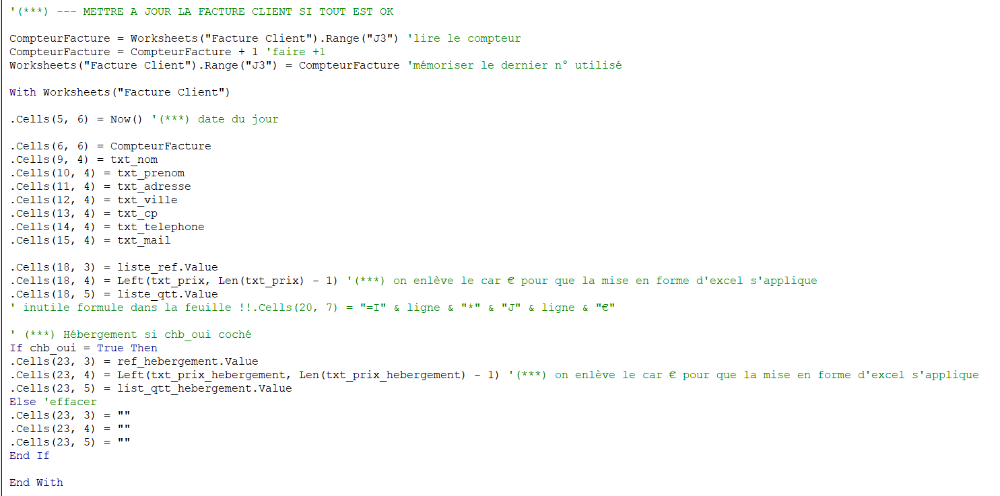 '(***) --- METTRE A JOUR LA FACTURE CLIENT SI TOUT EST OK
CompteurFacture = Worksheets("Facture Client").Range("J3") 'lire le compteur
CompteurFacture = CompteurFacture + 1 'faire +1
Worksheets("Facture Client").Range("J3") = CompteurFacture 'mémoriser le dernier n° utilisé
With Worksheets("Facture Client")
.Cells(5, 6) = Now() '(***) date du jour
.Cells(6, 6) = CompteurFacture
.Cells(9, 4) = txt_nom
.Cells(10, 4) = txt_prenom
.Cells(11, 4) = txt_adresse
.Cells(12, 4) = txt_ville
.Cells(13, 4) = txt_cp
.Cells(14, 4) = txt_telephone
.Cells(15, 4) = txt_mail
.Cells(18, 3) = liste_ref.Value
.Cells(18, 4) = Left(txt_prix, Len(txt_prix) - 1) '(***) on enlève le car € pour que la mise en forme d'excel s'applique
.Cells(18, 5) = liste_qtt.Value
' inutile formule dans la feuille !!.Cells(20, 7) = "=I" & ligne & "*" & "J" & ligne & "€"
' (***) Hébergement si chb_oui coché
If chb_oui = True Then
.Cells(23, 3) = ref_hebergement.Value
.Cells(23, 4) = Left(txt_prix_hebergement, Len(txt_prix_hebergement) - 1) '(***) on enlève le car € pour que la mise en forme d'excel s'applique
.Cells(23, 5) = list_qtt_hebergement.Value
Else 'effacer
.Cells(23, 3) = ""
.Cells(23, 4) = ""
.Cells(23, 5) = ""
End If
End With